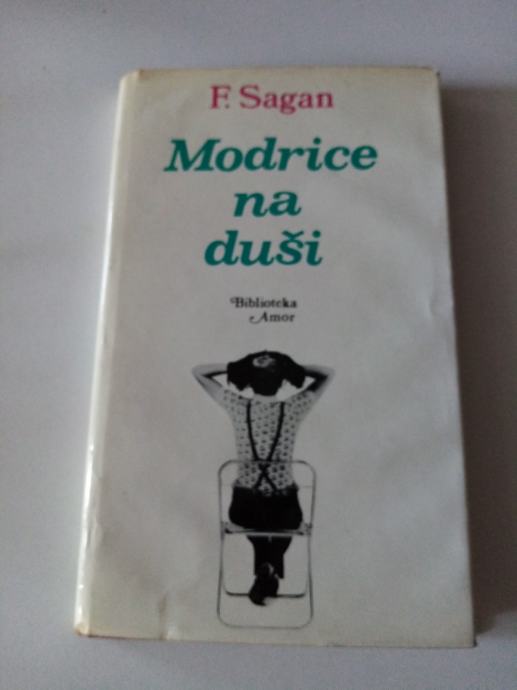 F. Sagan
Modrice
na
duši
Biblioteka
Amor